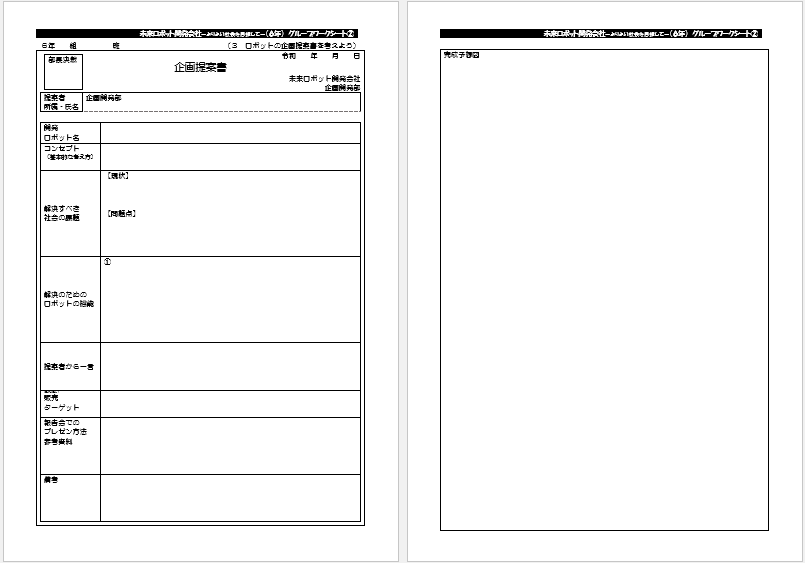 未来ロボット開発会社～よりよい社会を目指して～（6年）グループワークシート②
6年　組　　班　　（３　ロボットの企画提案書を考えよう）
部長決裁
令和　年　月　日
企画提案書
未来ロボット開発会社
企画開発部
提案者
所属・氏名
企画開発部
開発
ロボット名
コンセプト
（基本的な考え方）
解決すべき
社会の課題
【現状】
【問題点】
解決のための
ロボットの機能
①
提案者から一言
販売
ターゲット
報告会での
プレゼン方法
参考資料
備考
未来ロボット開発会社～よりよい社会を目指して～（6年）グループワークシート②
完成予想図